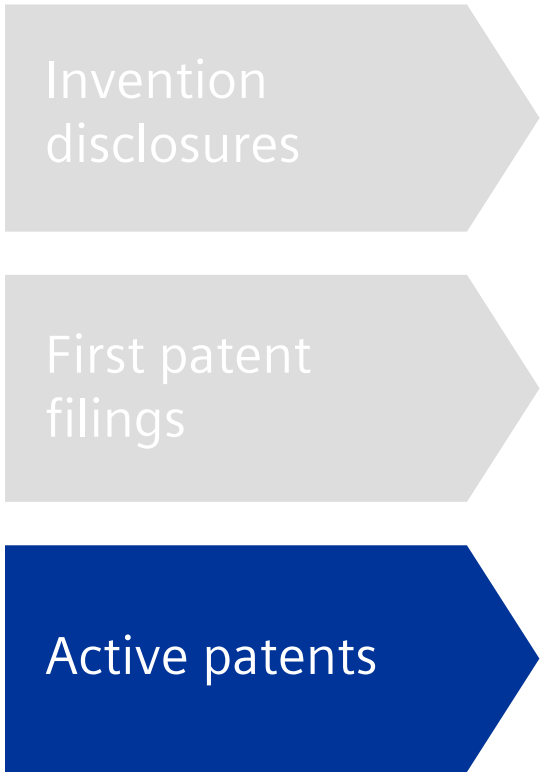 Invention
disclosures
First patent
filings
Active patents